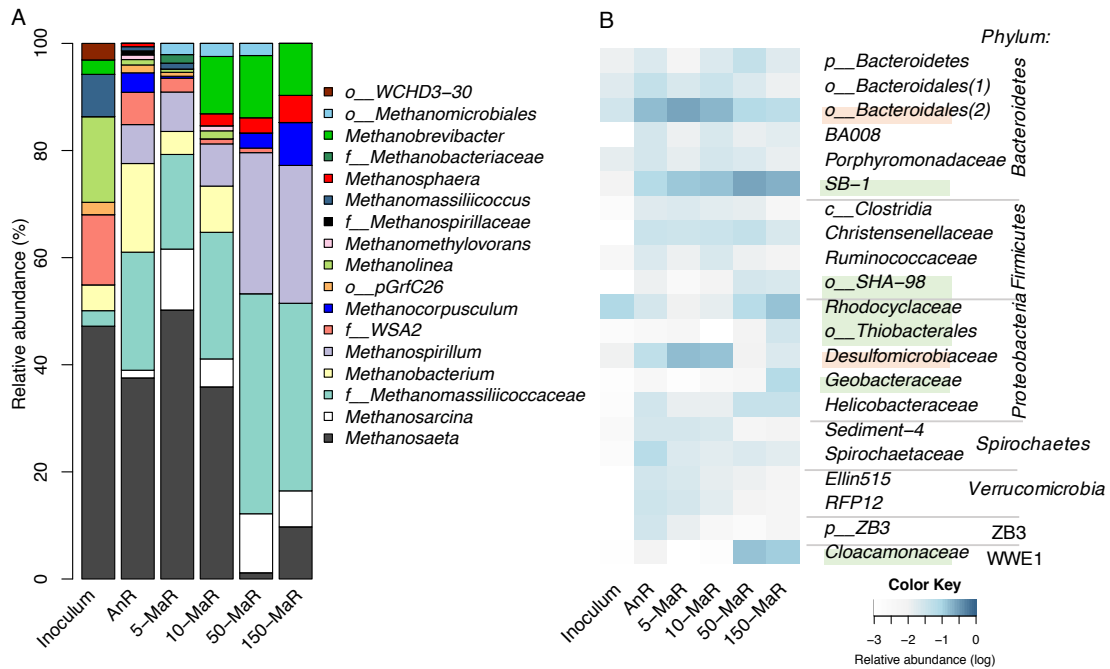 A
Relative abundance (%)
100
80
60
40
20
0
Inoculum
AnR
5−MaR
10−MaR
50−MaR
150−MaR
o__WCHD3−30
o__Methanomicrobiales
Methanobrevibacter
f__Methanobacteriaceae
Methanosphaera
Methanomassiliicoccus
f__Methanospirillaceae
Methanomethylovorans
Methanolinea
o__pGrfC26
Methanocorpusculum
f__WSA2
Methanospirillum
Methanobacterium
f__Methanomassiliicoccaceae
Methanosarcina
Methanosaeta
B
Phylum:
p__Bacteroidetes
o__Bacteroidales(1)
o__Bacteroidales(2)
BA008
Porphyromonadaceae
SB−1
c__Clostridia
Christensenellaceae
Ruminococcaceae
o__SHA−98
Rhodocyclaceae
o__Thiobacterales
Desulfomicrobiaceae
Geobacteraceae
Helicobacteraceae
Sediment−4
Spirochaetaceae
Ellin515
RFP12
p__ZB3
Cloacamonaceae
Bacteroidetes
Firmicutes
Proteobacteria
Spirochaetes
Verrucomicrobia
ZB3
WWE1
Inoculum
AnR
5−MaR
10−MaR
50−MaR
150−MaR
Color Key
−3 −2 −1 0
Relative abundance (log)